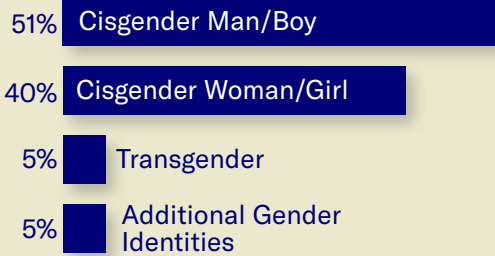 51% Cisgender Man/Boy
40% Cisgender Woman/Girl
5% Transgender
5% Additional Gender
Identities